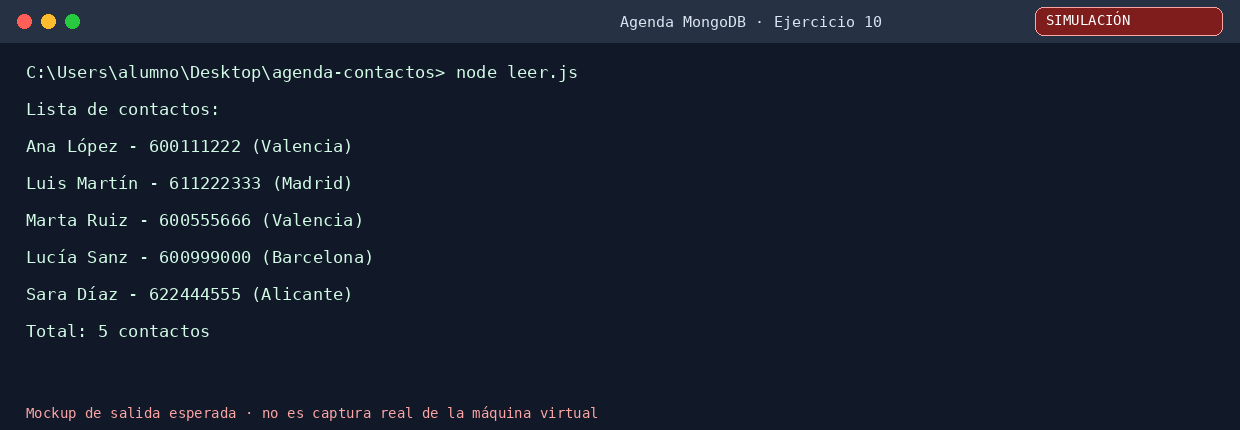 Agenda MongoDB · Ejercicio 10
SIMULACIÓN
C:\Users\alumno\Desktop\agenda-contactos> node leer.js
Lista de contactos:
Ana López - 600111222 (Valencia)
Luis Martín - 611222333 (Madrid)
Marta Ruiz - 600555666 (Valencia)
Lucía Sanz - 600999000 (Barcelona)
Sara Díaz - 622444555 (Alicante)
Total: 5 contactos
Mockup de salida esperada · no es captura real de la máquina virtual